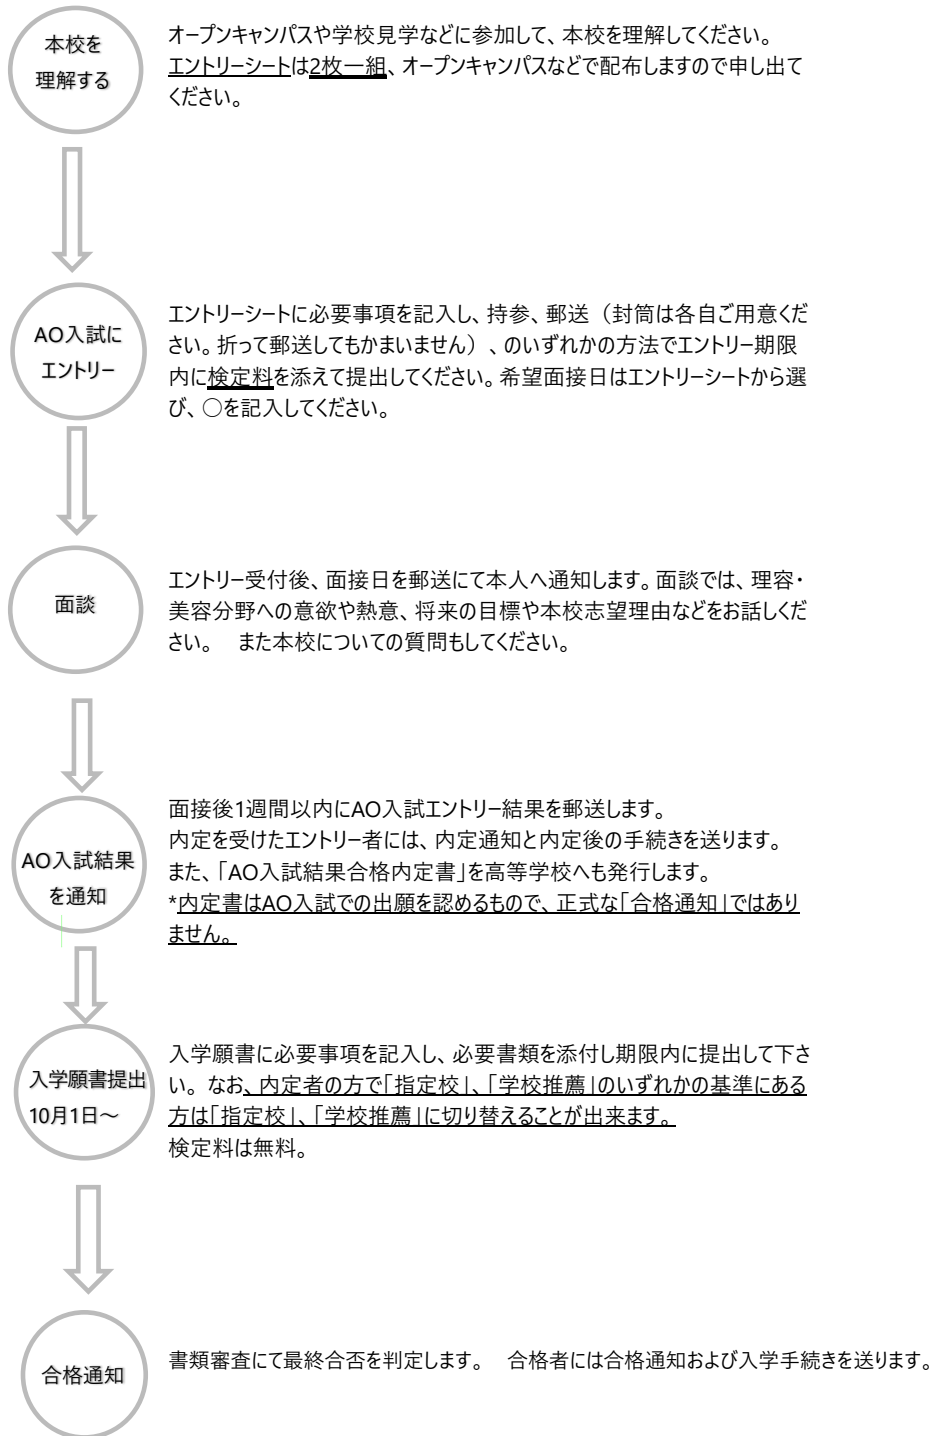 本校を
理解する
オープンキャンパスや学校見学などに参加して、本校を理解してください。
エントリーシートは2枚一組、オープンキャンパスなどで配布しますので申し出て
ください。
AO入試に
エントリー
エントリーシートに必要事項を記入し、持参、郵送（封筒は各自ご用意くだ
さい。折って郵送してもかまいません）、のいずれかの方法でエントリー期限
内に検定料を添えて提出してください。希望面接日はエントリーシートから選
び、○を記入してください。
面談
エントリー受付後、面接日を郵送にて本人へ通知します。面談では、理容・
美容分野への意欲や熱意、将来の目標や本校志望理由などをお話しくだ
さい。　また本校についての質問もしてください。
AO入試結果
を通知
面接後1週間以内にAO入試エントリー結果を郵送します。
内定を受けたエントリー者には、内定通知と内定後の手続きを送ります。
また、「AO入試結果合格内定書」を高等学校へも発行します。
*内定書はAO入試での出願を認めるもので、正式な「合格通知」ではあり
ません。
入学願書提出
10月1日～
入学願書に必要事項を記入し、必要書類を添付し期限内に提出して下さ
い。なお、内定者の方で「指定校」、「学校推薦」のいずれかの基準にある
方は「指定校」、「学校推薦」に切り替えることが出来ます。
検定料は無料。
合格通知
書類審査にて最終合否を判定します。　合格者には合格通知および入学手続きを送ります。